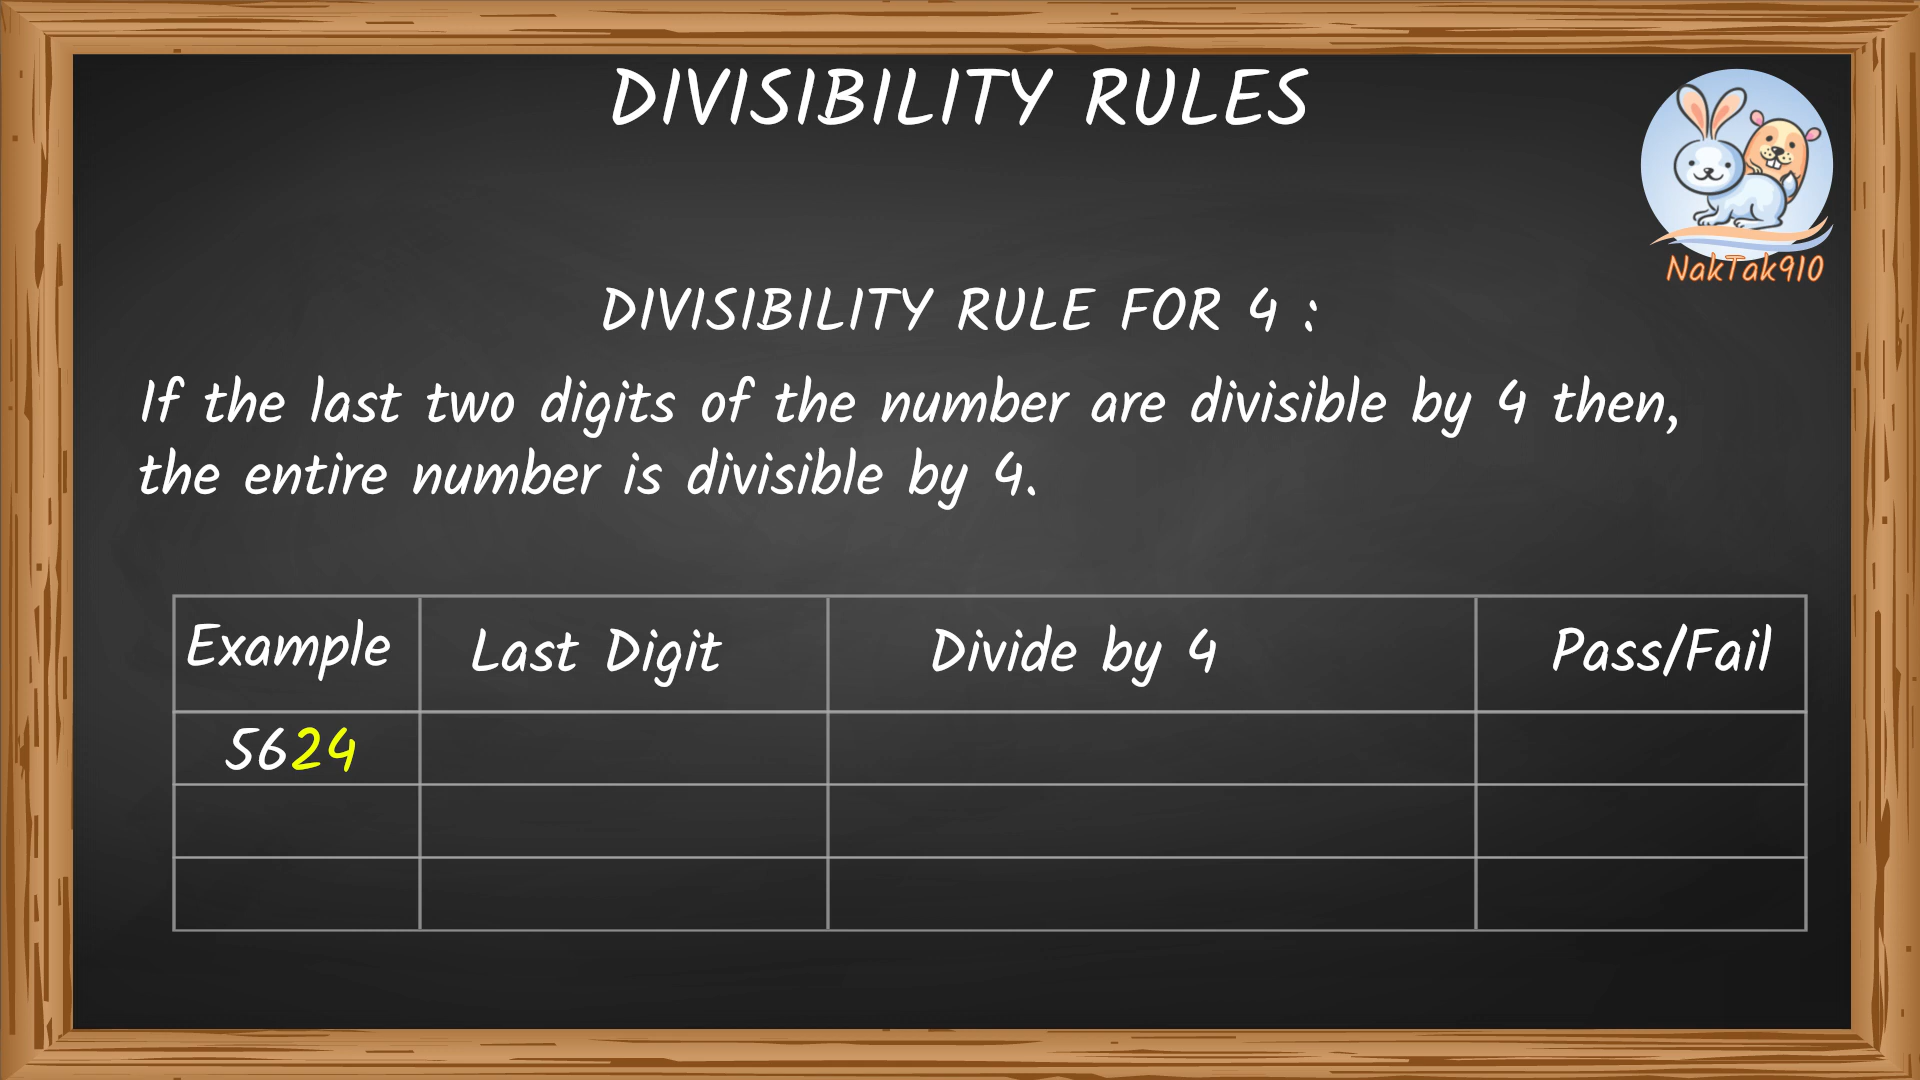 DIVISIBILITY RULES
NakTak910
DIVISIBILITY RULE FOR 4 :
If the last two digits of the number are divisible by 4 then,
the entire number is divisible by 4.
Example Last Digit Divide by 4 Pass/Fail
5624